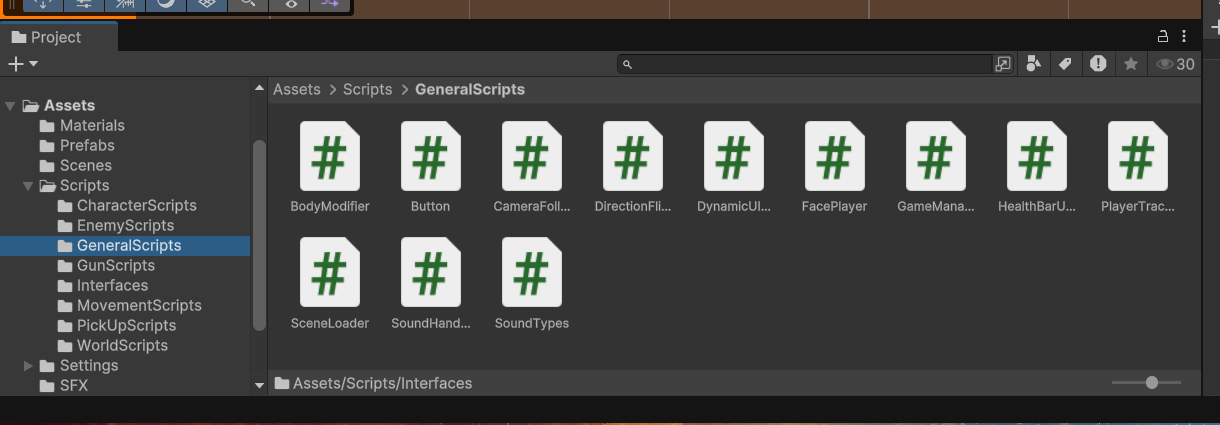 Project
30
Assets
Materials
Prefabs
Scenes
Scripts
CharacterScripts
EnemyScripts
GeneralScripts
GunScripts
Interfaces
MovementScripts
PickUpScripts
WorldScripts
Settings
SFX
Assets > Scripts > GeneralScripts
BodyModifier Button CameraFoll... DirectionFli... DynamicUI... FacePlayer GameMana... HealthBarU... PlayerTrac...
SceneLoader SoundHand... SoundTypes
Assets/Scripts/Interfaces